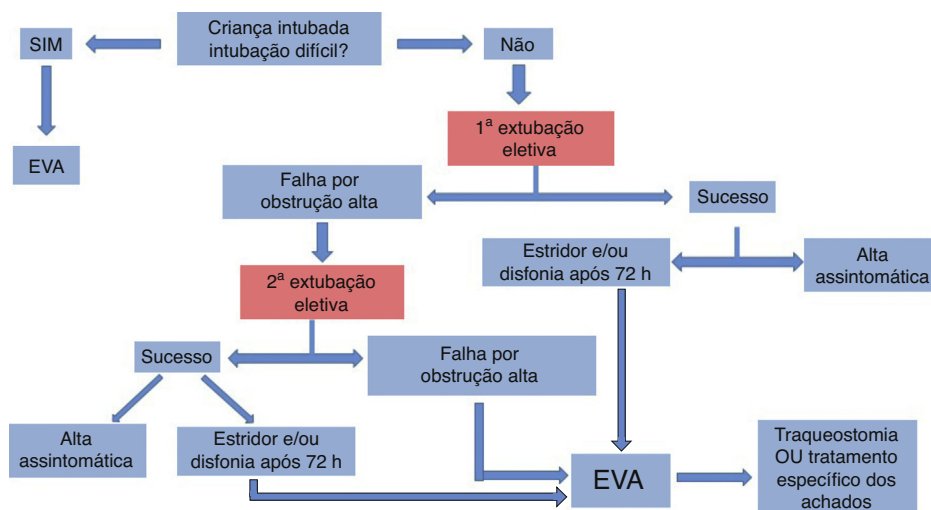 Criança intubada
intubação difícil?
SIM
Não
EVA
1ª extubação
eletiva
Falha por
obstrução alta
Sucesso
Estridor e/ou
disfonia após 72 h
Alta
assintomática
2ª extubação
eletiva
Sucesso
Falha por
obstrução alta
Alta
assintomática
Estridor e/ou
disfonia após 72 h
EVA
Traqueostomia
OU tratamento
específico dos
achados